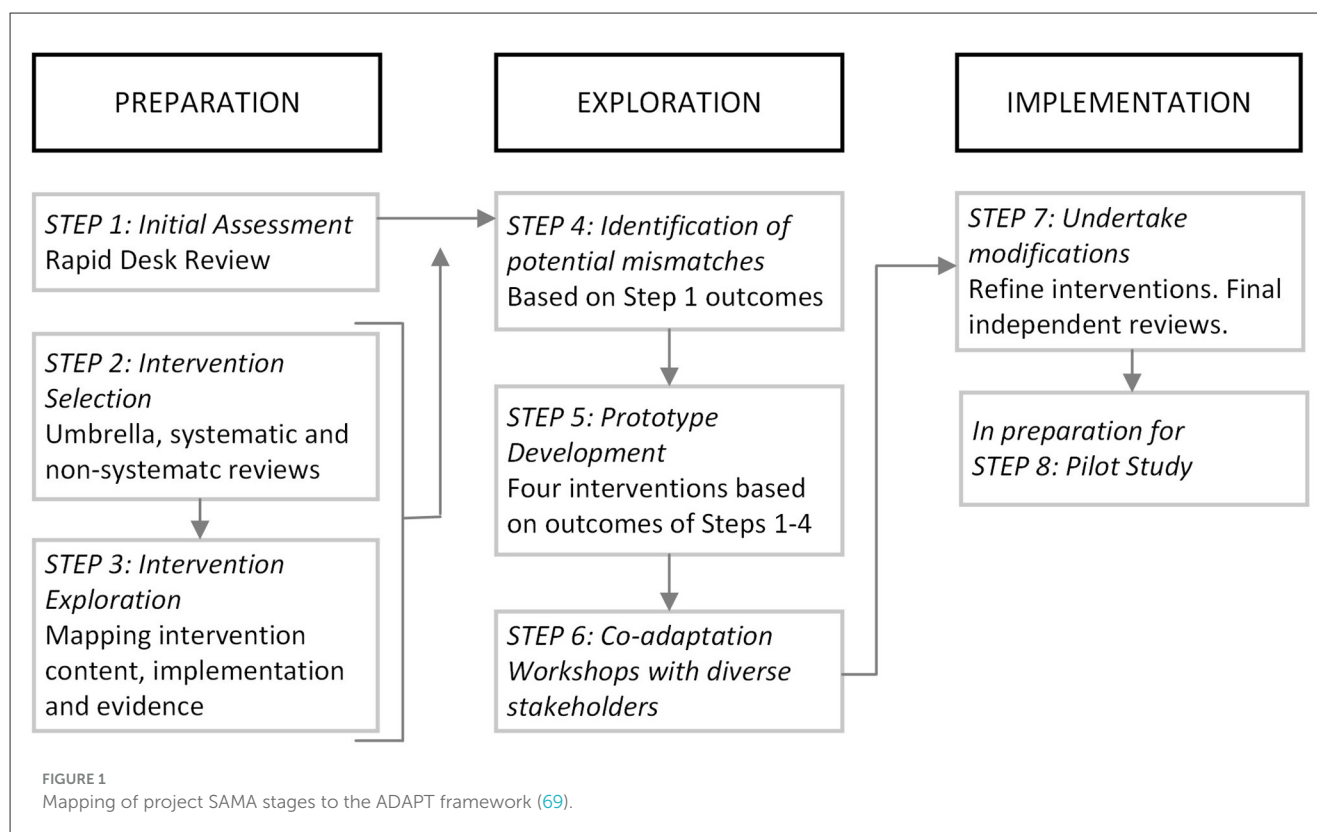 PREPARATION
STEP 1: Initial Assessment
Rapid Desk Review
STEP 2: Intervention
Selection
Umbrella, systematic and
non-systematc reviews
STEP 3: Intervention
Exploration
Mapping intervention
content, implementation
and evidence
EXPLORATION
STEP 4: Identification of
potential mismatches
Based on Step 1 outcomes
STEP 5: Prototype
Development
Four interventions based
on outcomes of Steps 1-4
STEP 6: Co-adaptation
Workshops with diverse
stakeholders
IMPLEMENTATION
STEP 7: Undertake
modifications
Refine interventions. Final
independent reviews.
In preparation for
STEP 8: Pilot Study
FIGURE 1
Mapping of project SAMA stages to the ADAPT framework (69).